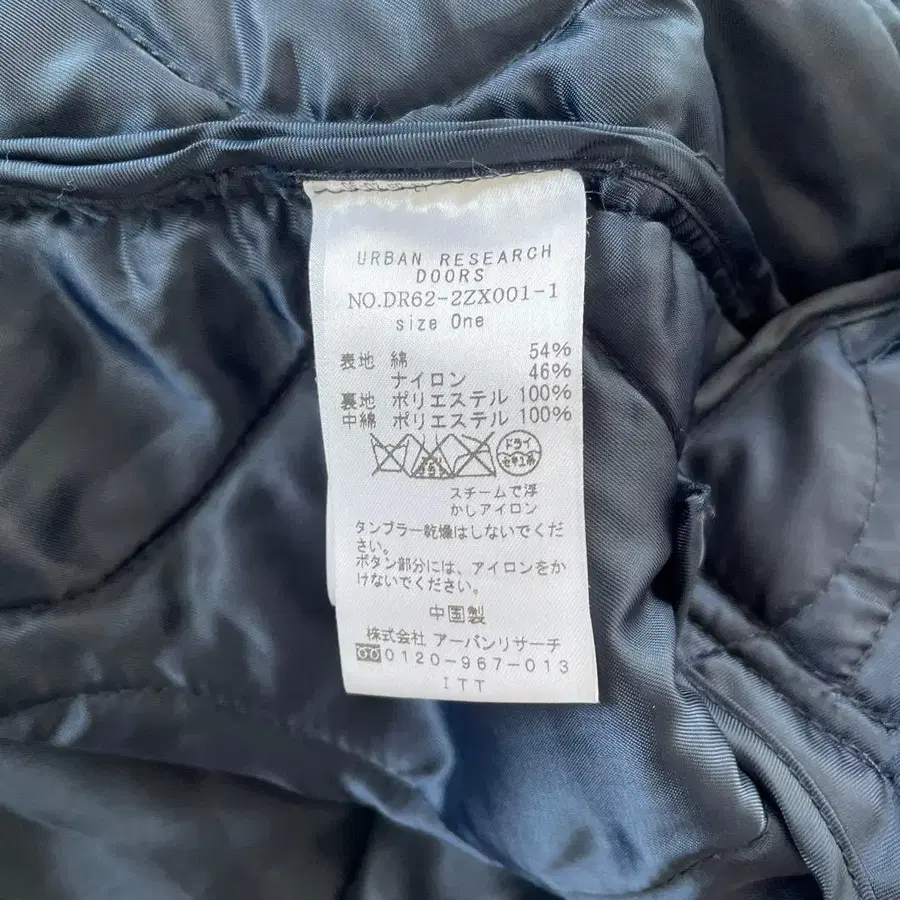 URBAN RESEARCH
DOORS
NO.DR62-2ZX001-1
size One
表地 綿 54%
ナイロン 46%
裏地 ポリエステル 100%
中綿 ポリエステル 100%
ドライ
セキユ系
スチームで浮
かしアイロン
タンブラー乾燥はしないでくだ
さい。
ボタン部分には、アイロンをか
けないでください。
中国製
株式会社 アーバンリサーチ
0120-967-013
ITT